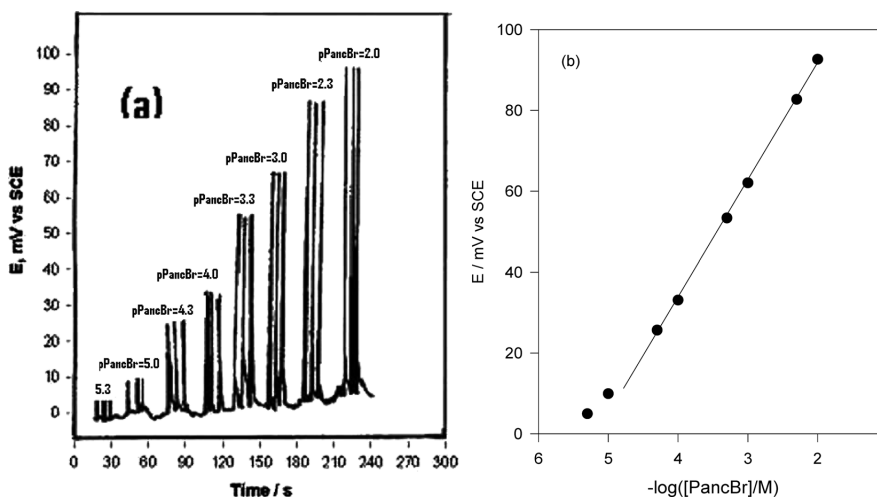 (a)
pPancBr=2.0
pPancBr=2.3
pPancBr=3.0
pPancBr=3.3
pPancBr=4.0
pPancBr=4.3
pPancBr=5.0
5.3
E, mV vs SCE
100
90
80
70
60
50
40
30
20
10
0
0 30 60 90 120 150 180 210 240 270 300
Time / s
(b)
E / mV vs SCE
100
80
60
40
20
0
6 5 4 3 2 1
-log([PancBr]/M)